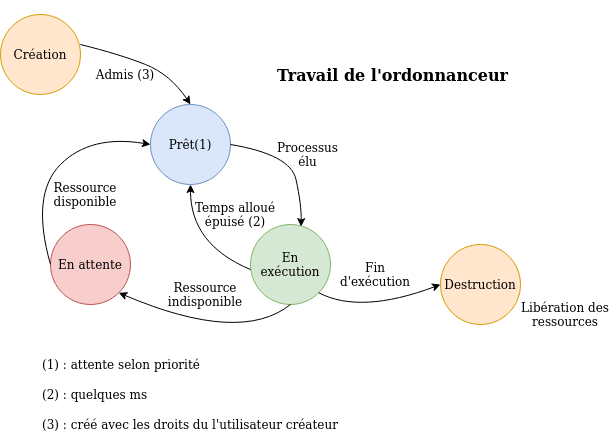 Création
Admis (3)
Travail de l'ordonnanceur
Prêt(1)
Processus
élu
Ressource
disponible
Temps alloué
épuisé (2)
En attente
En
exécution
Ressource
indisponible
Fin
d'exécution
Destruction
Libération des
ressources
(1) : attente selon priorité
(2) : quelques ms
(3) : créé avec les droits du l'utilisateur créateur